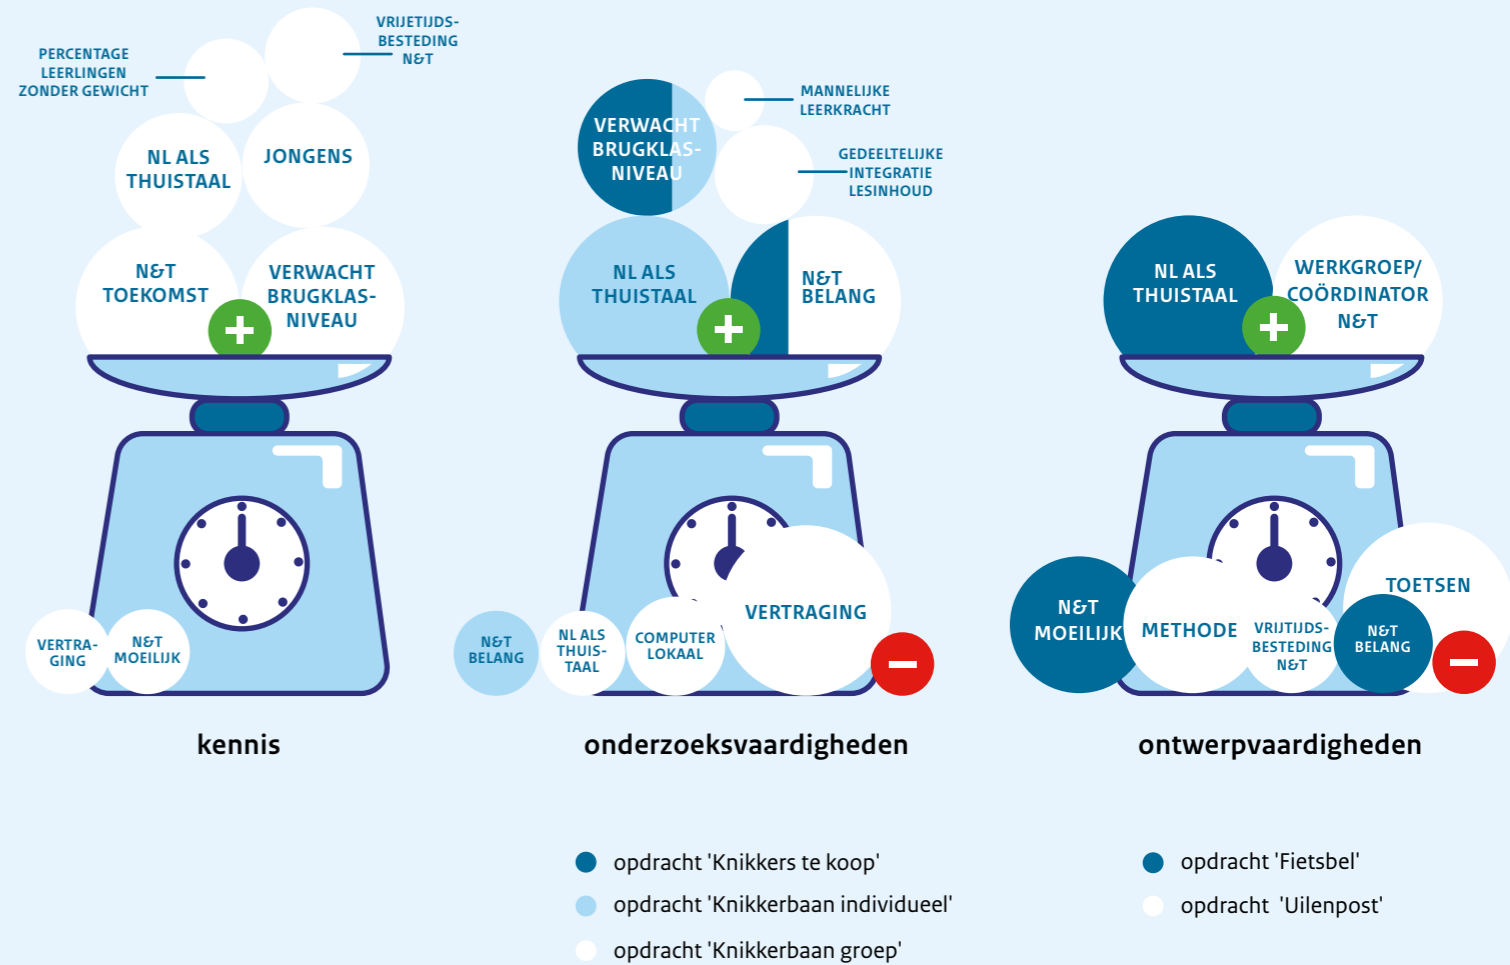 PERCENTAGE
LEERLINGEN
ZONDER GEWICHT
VRIJETIJDS-
BESTEDING
N&T
NL ALS
THUISTAAL
JONGENS
N&T
TOEKOMST
VERWACHT
BRUGKLAS-
NIVEAU
+
VERTRA-
GING
N&T
MOEILIJK
kennis
VERWACHT
BRUGKLAS-
NIVEAU
MANNELIJKE
LEERKRACHT
GEDEELTELIJKE
INTEGRATIE
LESINHOUD
NL ALS
THUISTAAL
N&T
BELANG
+
N&T
BELANG
NL ALS
THUIS-
TAAL
COMPUTER
LOKAAL
VERTRAGING
−
onderzoeksvaardigheden
NL ALS
THUISTAAL
WERKGROEP/
COÖRDINATOR
N&T
+
N&T
MOEILIJK
METHODE
VRIJTIJDS-
BESTEDING
N&T
N&T
BELANG
TOETSEN
−
ontwerpvaardigheden
opdracht 'Knikkers te koop'
opdracht 'Knikkerbaan individueel'
opdracht 'Knikkerbaan groep'
opdracht 'Fietsbel'
opdracht 'Uilenpost'